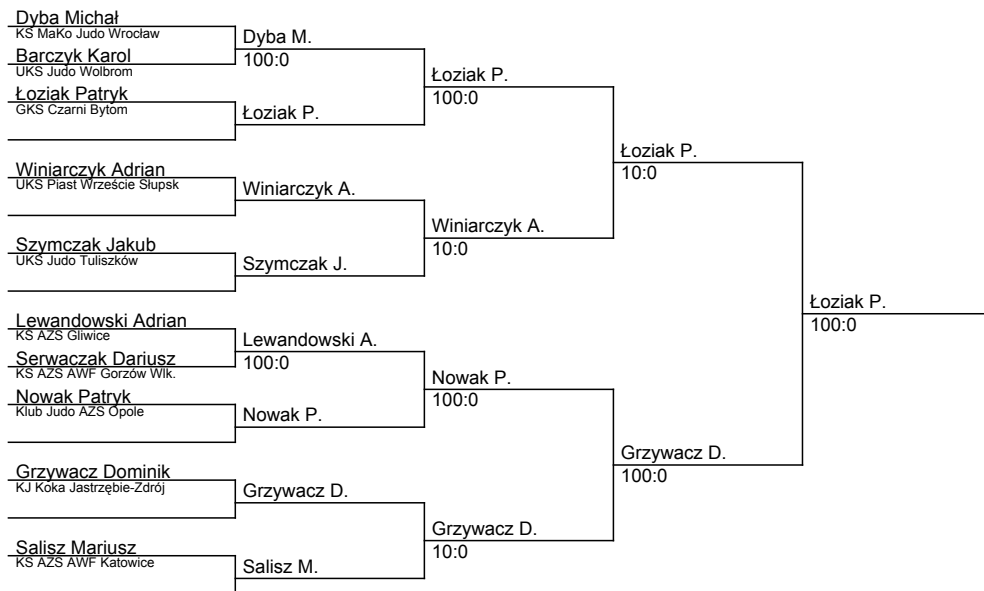 Dyba Michał
KS MaKo Judo Wrocław
Barczyk Karol
UKS Judo Wolbrom
Łoziak Patryk
GKS Czarni Bytom
Winiarczyk Adrian
UKS Piast Wrzeście Słupsk
Szymczak Jakub
UKS Judo Tuliszków
Lewandowski Adrian
KS AZS Gliwice
Serwaczak Dariusz
KS AZS AWF Gorzów Wlk.
Nowak Patryk
Klub Judo AZS Opole
Grzywacz Dominik
KJ Koka Jastrzębie-Zdrój
Salisz Mariusz
KS AZS AWF Katowice
Dyba M.
100:0
Łoziak P.
Winiarczyk A.
Szymczak J.
Lewandowski A.
100:0
Nowak P.
Grzywacz D.
Salisz M.
Łoziak P.
100:0
Winiarczyk A.
10:0
Nowak P.
100:0
Grzywacz D.
10:0
Łoziak P.
10:0
Grzywacz D.
100:0
Łoziak P.
100:0